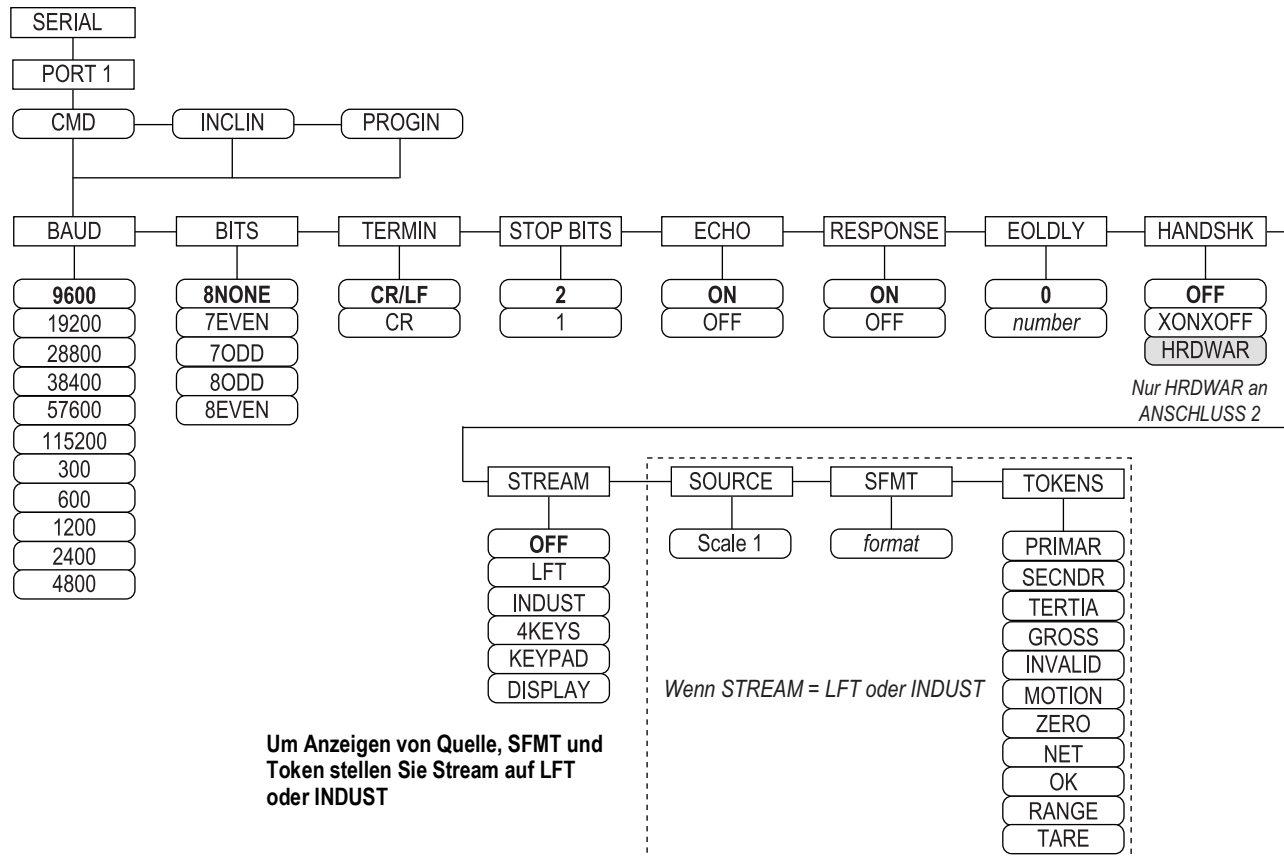 SERIAL
PORT 1
CMD INCLIN PROGIN
BAUD BITS TERMIN STOP BITS ECHO RESPONSE EOLDLY HANDSHK
9600 8NONE CR/LF 2 ON ON 0 OFF
19200 7EVEN CR 1 OFF OFF number XONXOFF
28800 7ODD HRDWAR
38400 8ODD
57600 8EVEN
115200
300
600
1200
2400
4800
Nur HRDWAR an
ANSCHLUSS 2
STREAM SOURCE SFMT TOKENS
OFF Scale 1 format PRIMAR
LFT SECNDR
INDUST TERTIA
4KEYS GROSS
KEYPAD INVALID
DISPLAY MOTION
ZERO
NET
OK
RANGE
TARE
Wenn STREAM = LFT oder INDUST
Um Anzeigen von Quelle, SFMT und
Token stellen Sie Stream auf LFT
oder INDUST